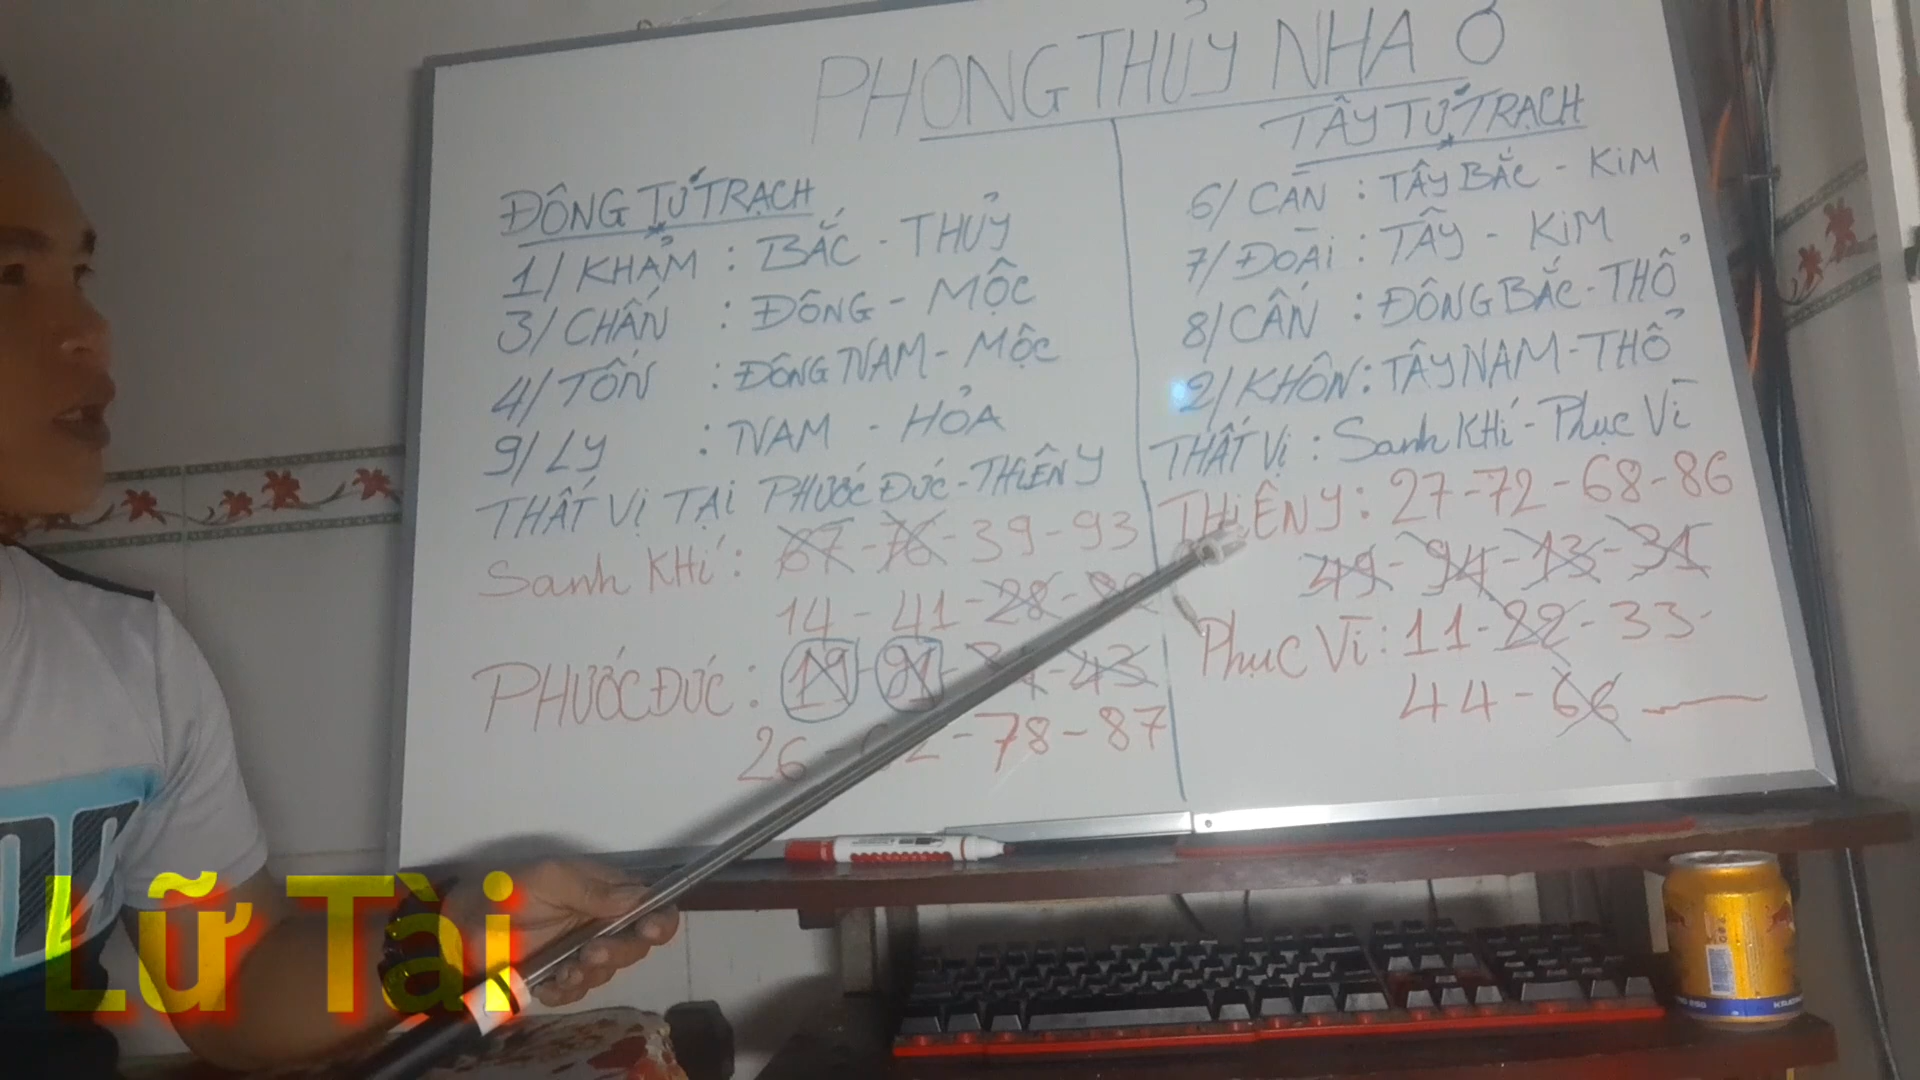 PHONG THỦY NHA Ở
ĐÔNG TỨ TRẠCH
1/ KHẢM : BẮC - THUỶ
3/ CHẤN : ĐÔNG - MỘC
4/ TỐN : ĐÔNG NAM - MỘC
9/ LY : NAM - HỎA
THẤT VỊ TẠI PHƯỚC ĐỨC - THIÊN Y
Sanh KHí : 67 - 76 - 39 - 93
14 - 41 - 28 -
PHƯỚC ĐỨC : 19 - 91 - - 43
26 - - 78 - 87
TÂY TỨ TRẠCH
6/ CÀN : TÂY BẮC - KiM
7/ ĐOÀi : TÂY - KiM
8/ CẤN : ĐÔNG BẮC - THỔ
2/ KHÔN : TÂY NAM - THỔ
THẤT Vị : Sanh KHí - Phục Vì
THiÊN Y : 27 - 72 - 68 - 86
49 - 94 - 13 - 31
Phục Vì : 11 - 22 - 33 -
44 - 66
Lữ Tài